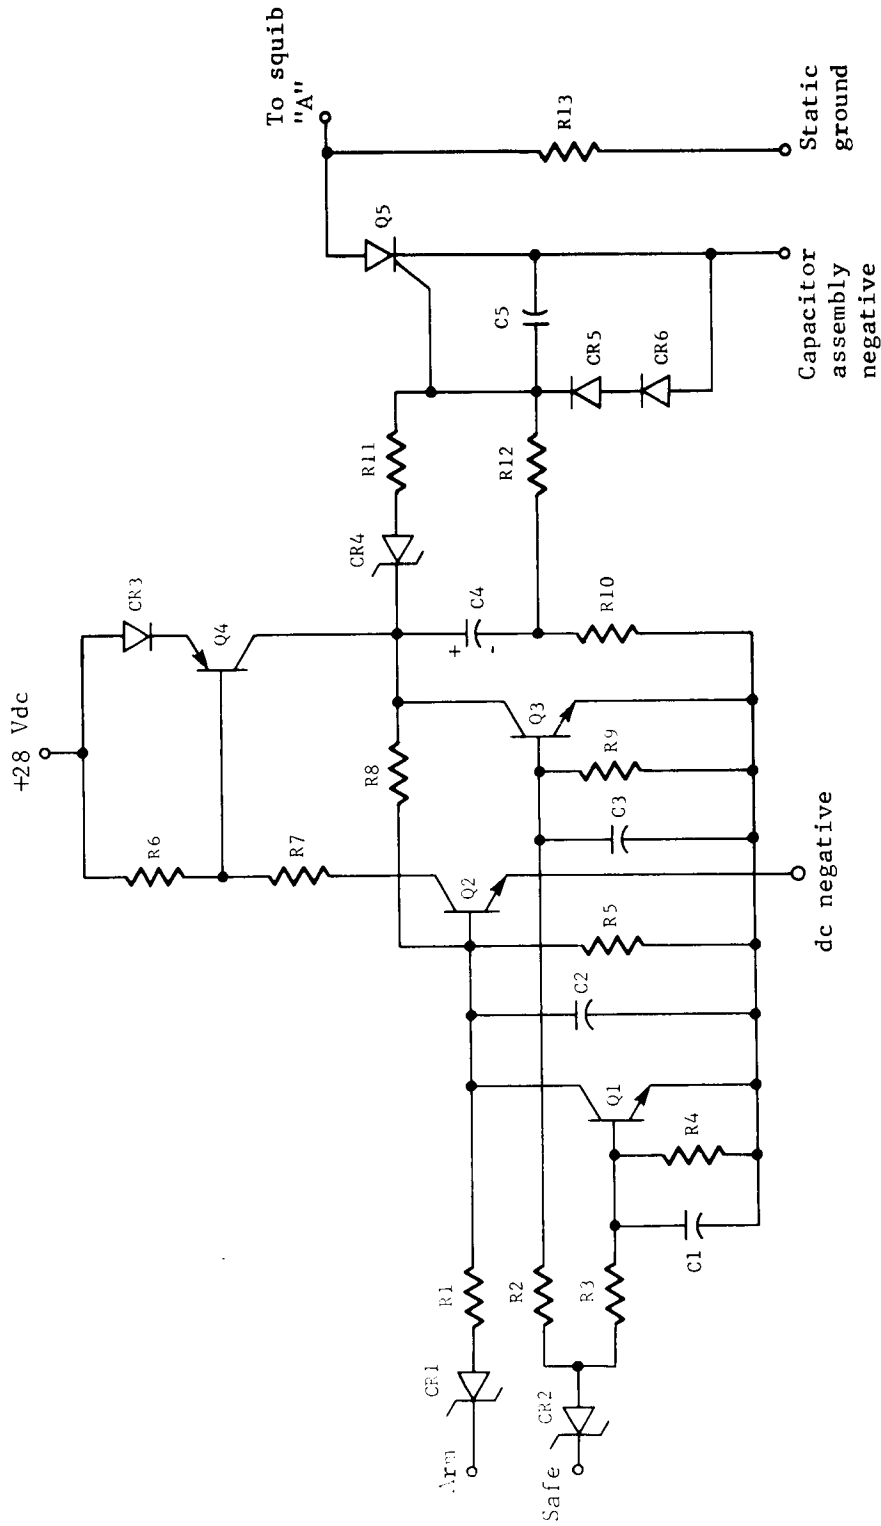 To squib
"A"
R13
Static
ground
Q5
C5
CR5
CR6
Capacitor
assembly
negative
R11
R12
CR4
CR3
Q4
C4
+
-
R10
+28 Vdc
Q3
R8
R9
C3
R6
R7
Q2
R5
dc negative
C2
Q1
R4
C1
R1
R2
R3
CR1
CR2
Arm
Safe